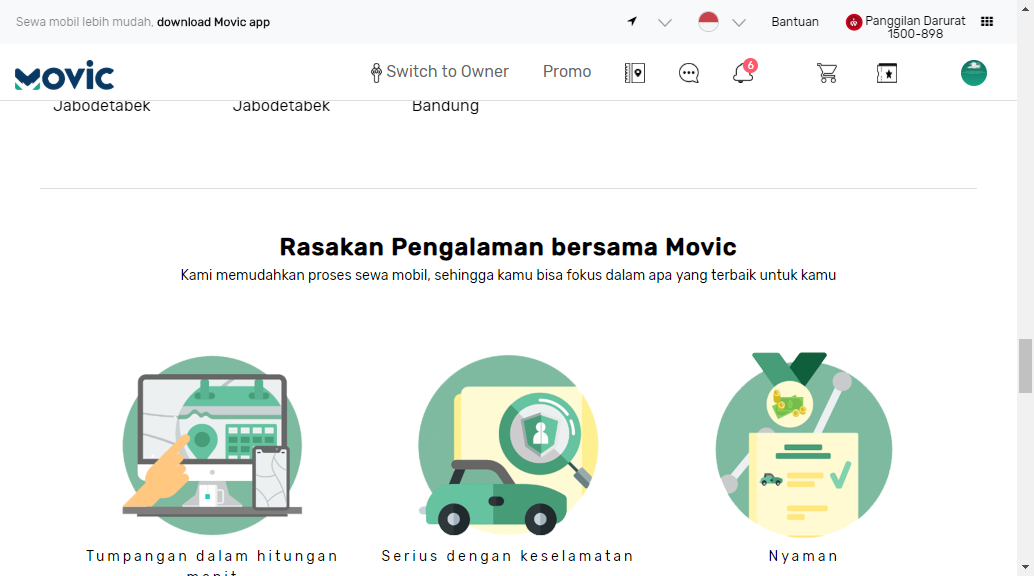 Sewa mobil lebih mudah, download Movic app
Bantuan
Panggilan Darurat
1500-898
MOVIC
Switch to Owner
Promo
6
Jabodetabek
Jabodetabek
Bandung
Rasakan Pengalaman bersama Movic
Kami memudahkan proses sewa mobil, sehingga kamu bisa fokus dalam apa yang terbaik untuk kamu
Tumpangan dalam hitungan
menit
Serius dengan keselamatan
Nyaman